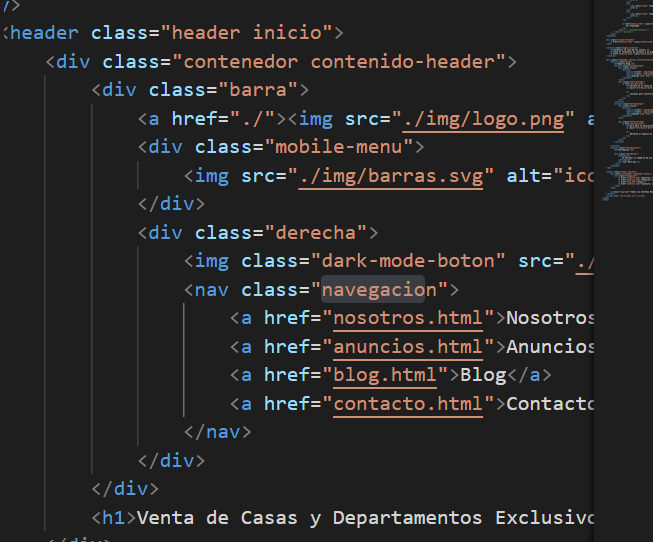 />
<header class="header inicio">
<div class="contenedor contenido-header">
<div class="barra">
<a href="./"><img src="./img/logo.png" a
<div class="mobile-menu">
<img src="./img/barras.svg" alt="ico
</div>
<div class="derecha">
<img class="dark-mode-boton" src="./
<nav class="navegacion">
<a href="nosotros.html">Nosotros
<a href="anuncios.html">Anuncios
<a href="blog.html">Blog</a>
<a href="contacto.html">Contacto
</nav>
</div>
</div>
<h1>Venta de Casas y Departamentos Exclusivo
</div>